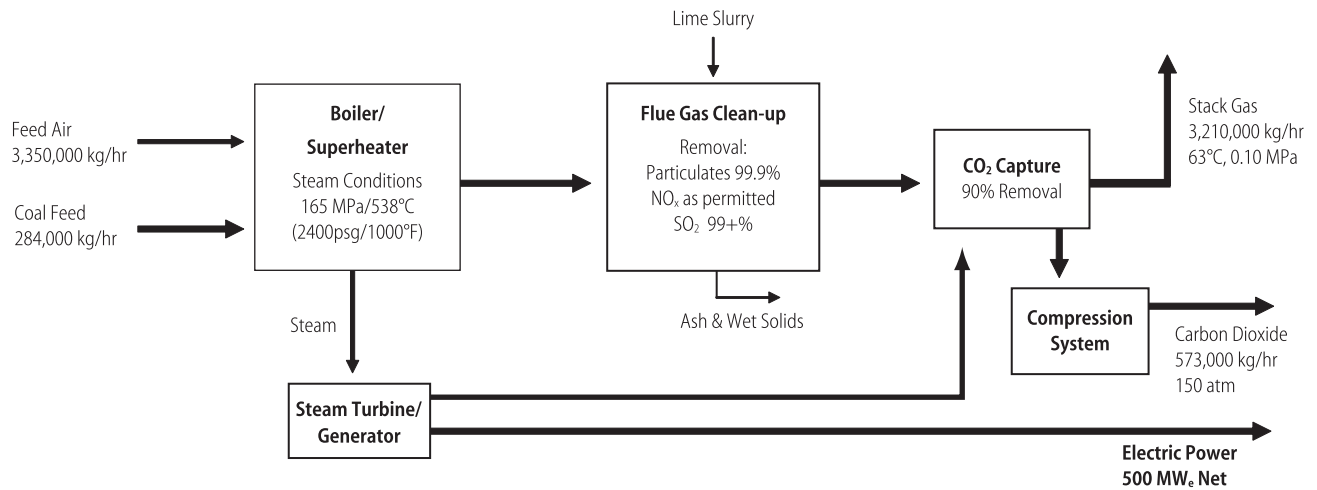 Lime Slurry
Feed Air
3,350,000 kg/hr
Coal Feed
284,000 kg/hr
Boiler/
Superheater
Steam Conditions
165 MPa/538°C
(2400psg/1000°F)
Flue Gas Clean-up
Removal:
Particulates 99.9%
NOx as permitted
SO2 99+%
CO2 Capture
90% Removal
Stack Gas
3,210,000 kg/hr
63°C, 0.10 MPa
Steam
Ash & Wet Solids
Compression
System
Carbon Dioxide
573,000 kg/hr
150 atm
Steam Turbine/
Generator
Electric Power
500 MWe Net